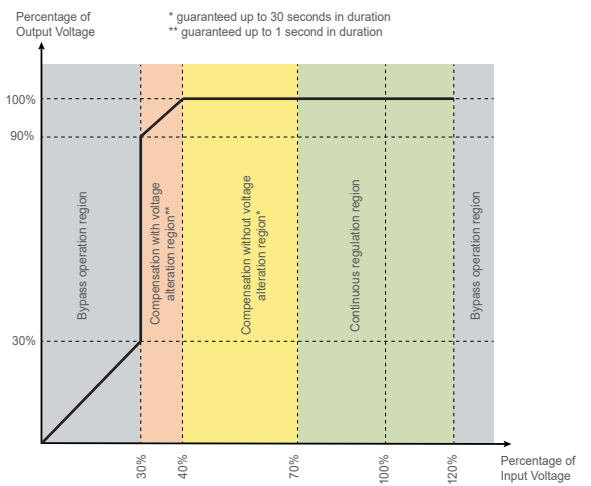 Percentage of
Output Voltage
* guaranteed up to 30 seconds in duration
** guaranteed up to 1 second in duration
100%
90%
30%
Bypass operation region
Compensation with voltage
alteration region**
Compensation without voltage
alteration region*
Continuous regulation region
Bypass operation region
30%
40%
70%
100%
120%
Percentage of
Input Voltage